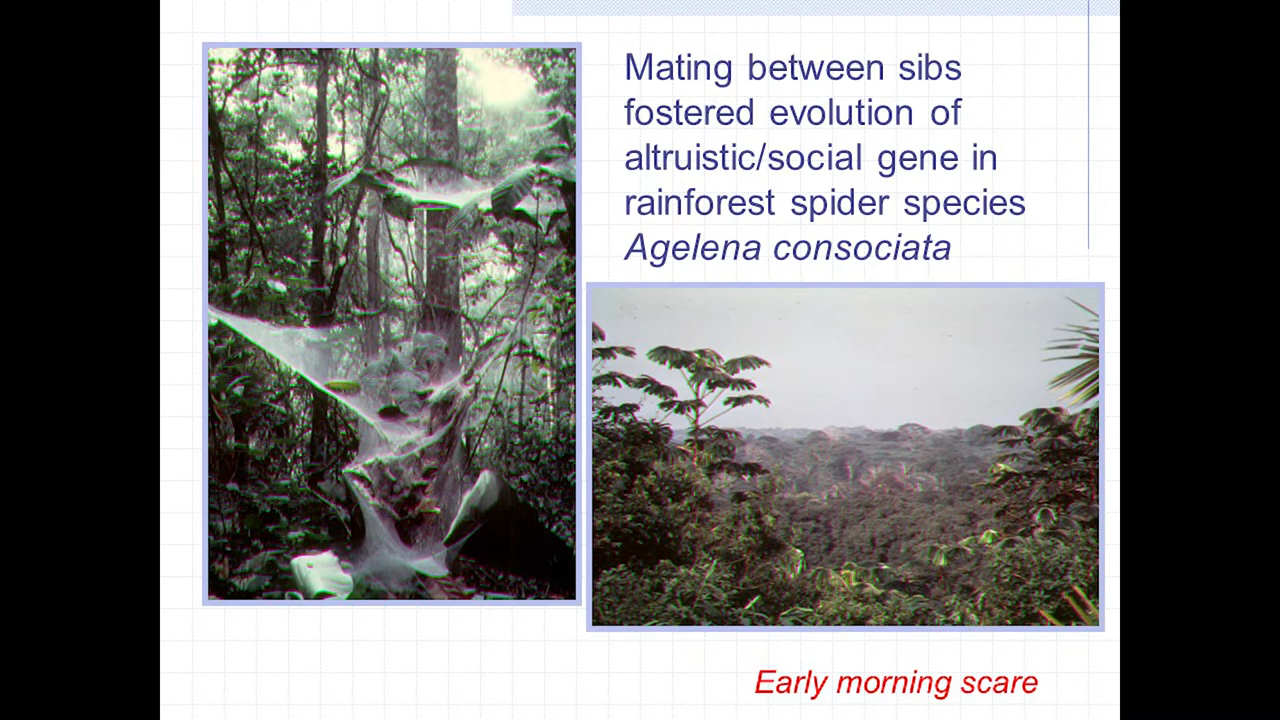 Mating between sibs
fostered evolution of
altruistic/social gene in
rainforest spider species
Agelena consociata
Early morning scare